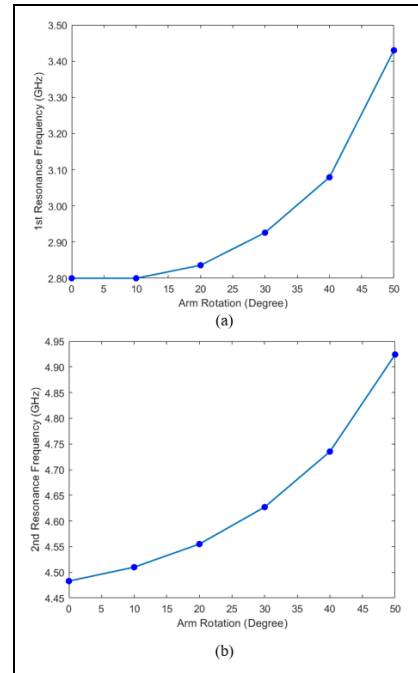 3.50
3.40
3.30
3.20
3.10
3.00
2.90
2.80
1st Resonance Frequency (GHz)
0 5 10 15 20 25 30 35 40 45 50
Arm Rotation (Degree)
(a)
4.95
4.90
4.85
4.80
4.75
4.70
4.65
4.60
4.55
4.50
4.45
2nd Resonance Frequency (GHz)
0 5 10 15 20 25 30 35 40 45 50
Arm Rotation (Degree)
(b)